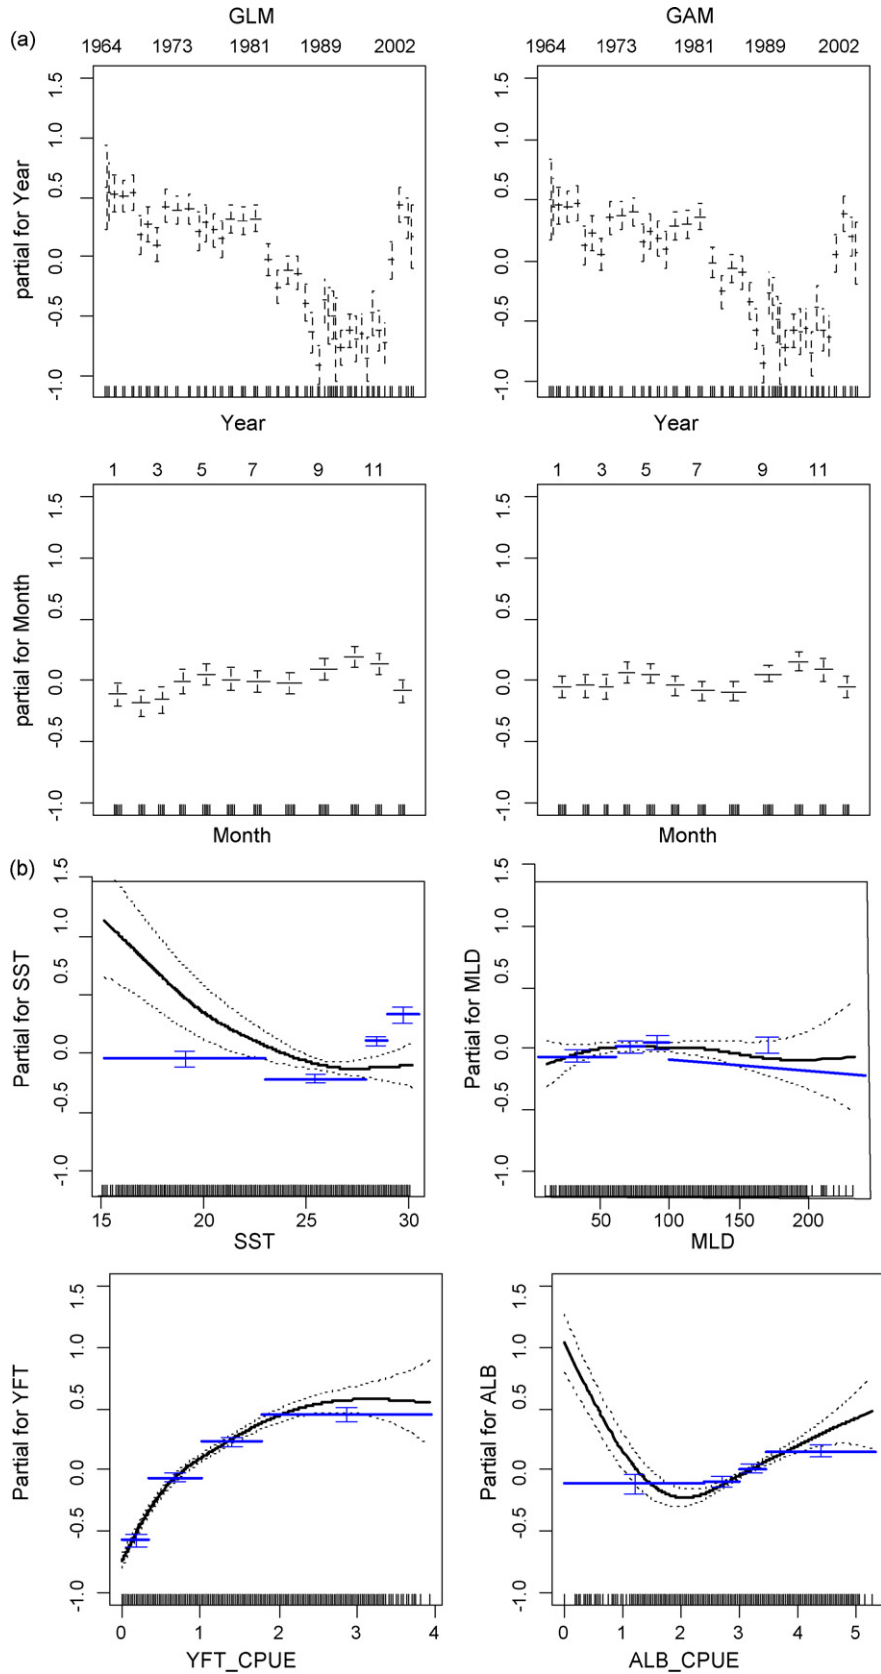 GLM GAM
(a)
1964 1973 1981 1989 2002 1964 1973 1981 1989 2002
partial for Year
1.5
1.0
0.5
0.0
-0.5
-1.0
1.5
1.0
0.5
0.0
-0.5
-1.0
Year Year
1 3 5 7 9 11 1 3 5 7 9 11
partial for Month
1.5
1.0
0.5
0.0
-0.5
-1.0
1.5
1.0
0.5
0.0
-0.5
-1.0
Month Month
(b)
Partial for SST
1.5
1.0
0.5
0.0
-0.5
-1.0
Partial for MLD
1.5
1.0
0.5
0.0
-0.5
-1.0
15 20 25 30 50 100 150 200
SST MLD
Partial for YFT
1.5
1.0
0.5
0.0
-0.5
-1.0
Partial for ALB
1.5
1.0
0.5
0.0
-0.5
-1.0
0 1 2 3 4 0 1 2 3 4 5
YFT_CPUE ALB_CPUE